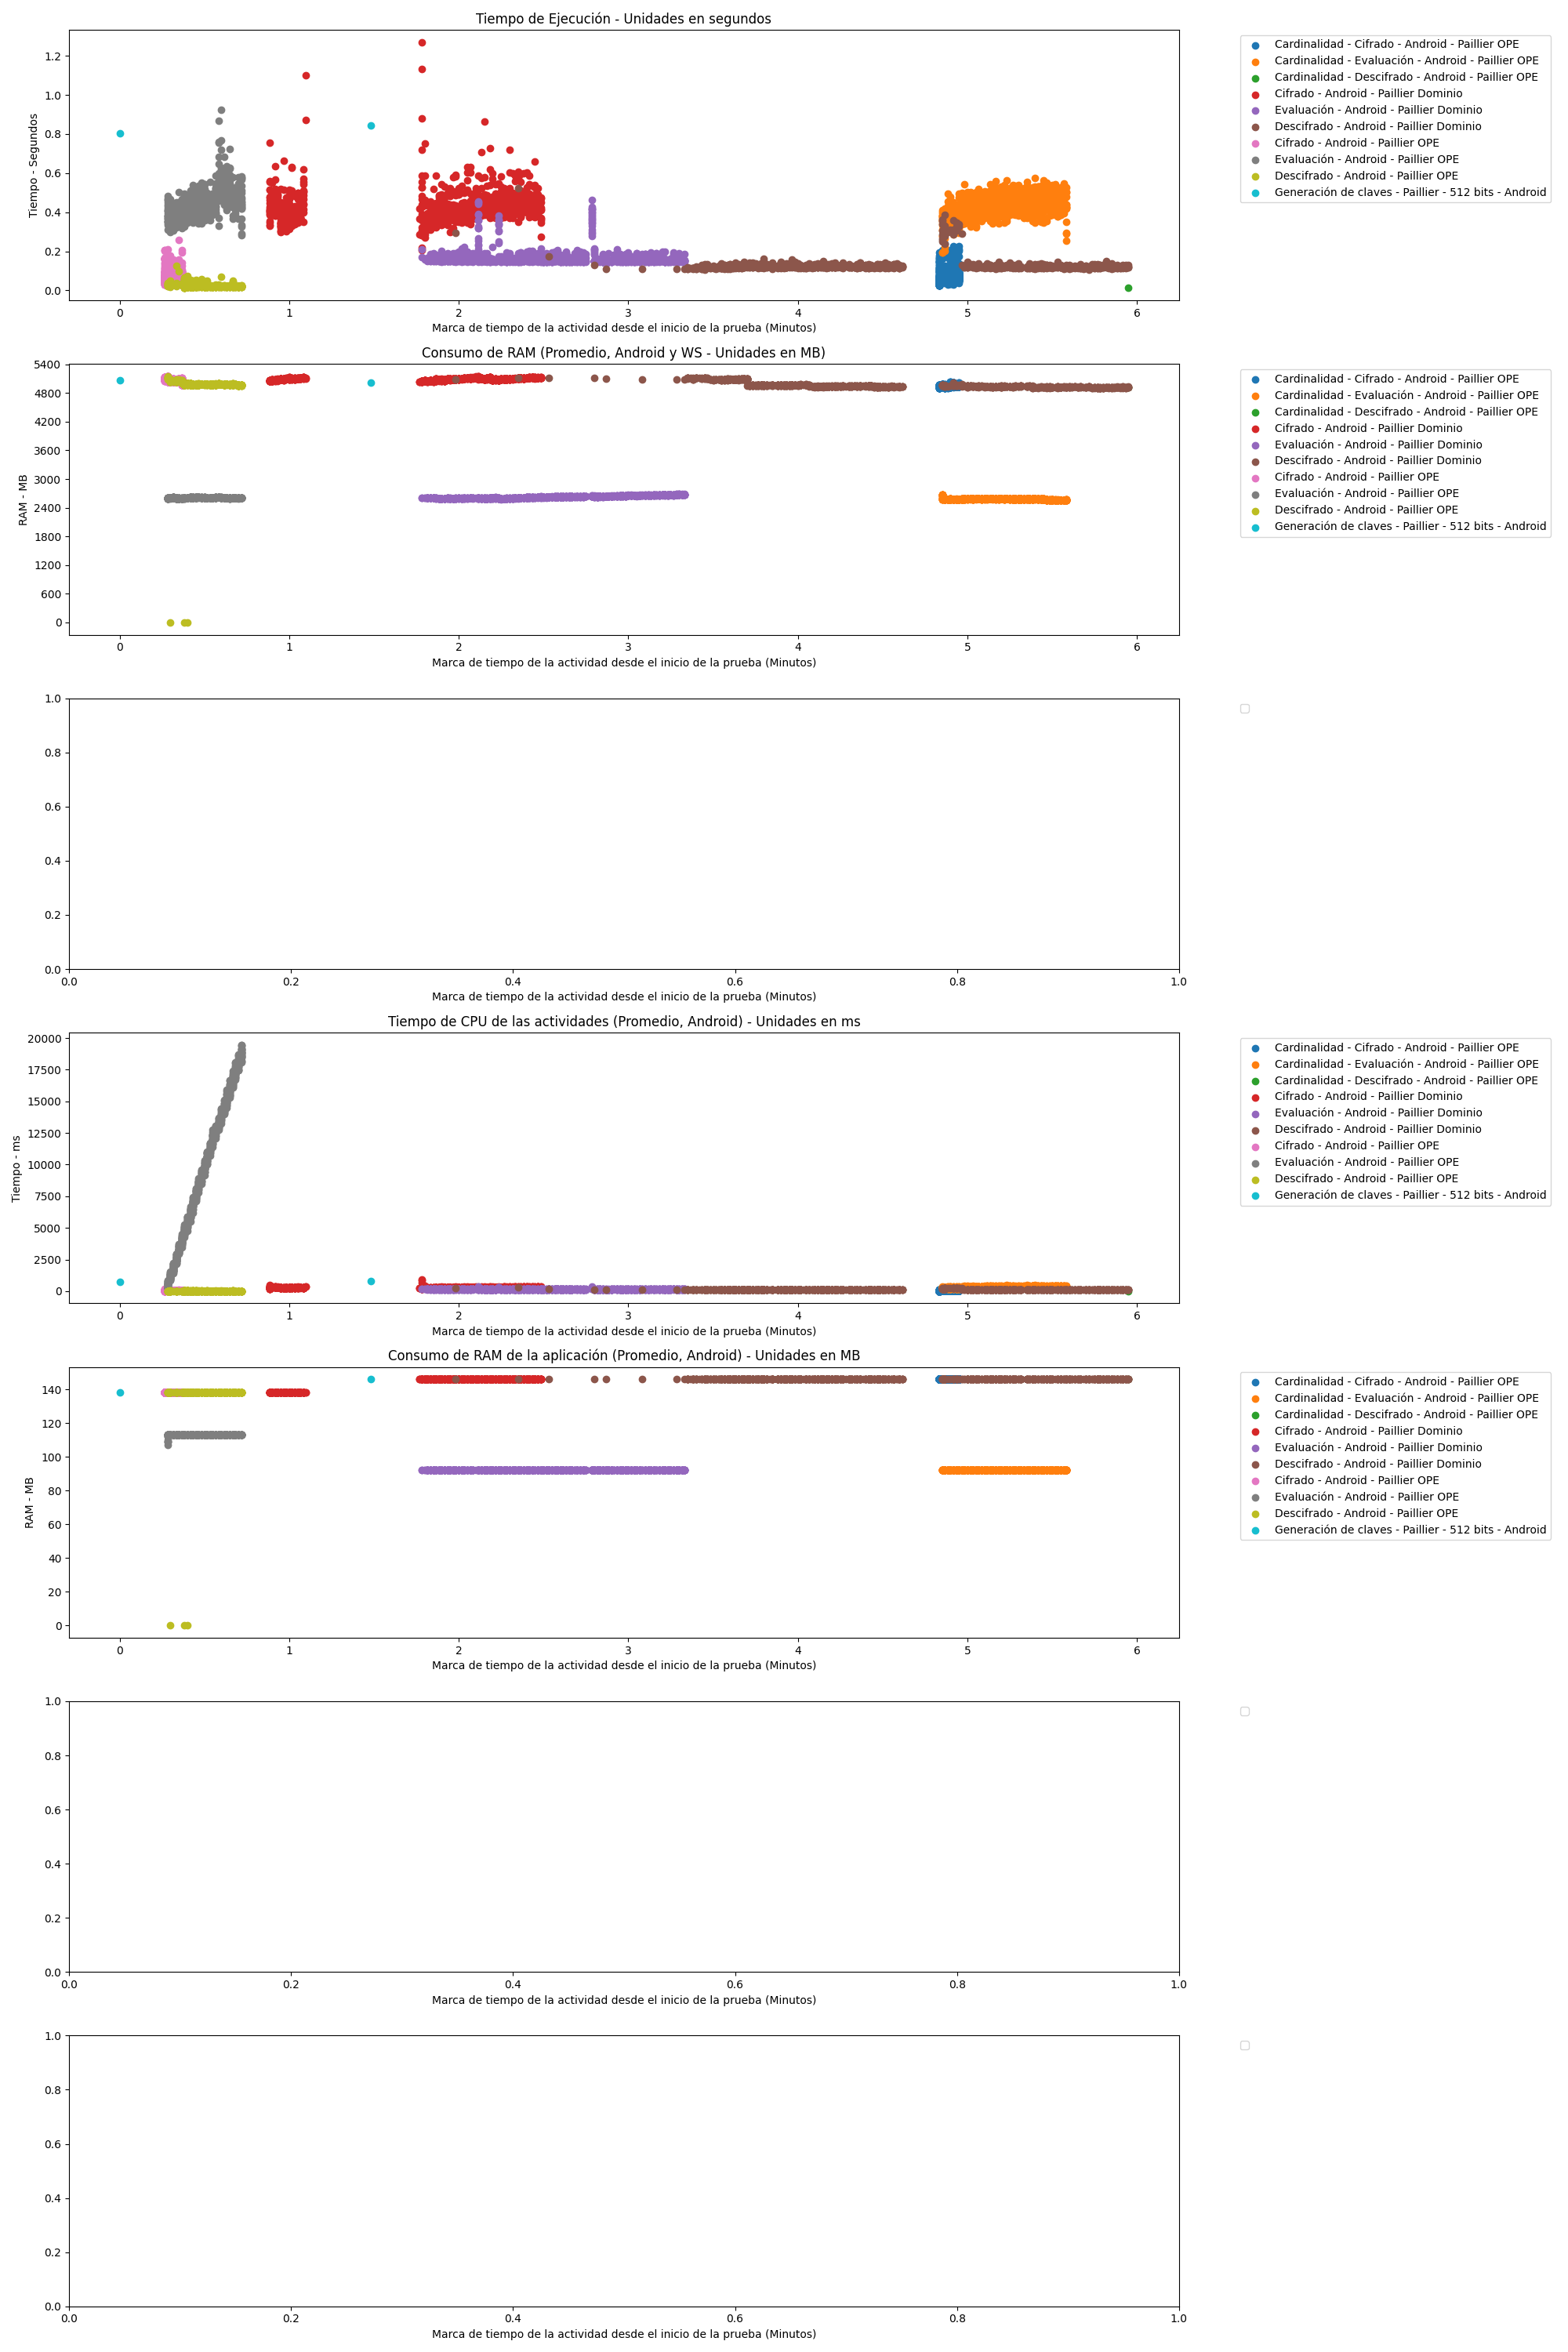 Tiempo de Ejecución - Unidades en segundos
Tiempo - Segundos
1.2
1.0
0.8
0.6
0.4
0.2
0.0
0 1 2 3 4 5 6
Marca de tiempo de la actividad desde el inicio de la prueba (Minutos)
Cardinalidad - Cifrado - Android - Paillier OPE
Cardinalidad - Evaluación - Android - Paillier OPE
Cardinalidad - Descifrado - Android - Paillier OPE
Cifrado - Android - Paillier Dominio
Evaluación - Android - Paillier Dominio
Descifrado - Android - Paillier Dominio
Cifrado - Android - Paillier OPE
Evaluación - Android - Paillier OPE
Descifrado - Android - Paillier OPE
Generación de claves - Paillier - 512 bits - Android
Consumo de RAM (Promedio, Android y WS - Unidades en MB)
RAM - MB
5400
4800
4200
3600
3000
2400
1800
1200
600
0
0 1 2 3 4 5 6
Marca de tiempo de la actividad desde el inicio de la prueba (Minutos)
Cardinalidad - Cifrado - Android - Paillier OPE
Cardinalidad - Evaluación - Android - Paillier OPE
Cardinalidad - Descifrado - Android - Paillier OPE
Cifrado - Android - Paillier Dominio
Evaluación - Android - Paillier Dominio
Descifrado - Android - Paillier Dominio
Cifrado - Android - Paillier OPE
Evaluación - Android - Paillier OPE
Descifrado - Android - Paillier OPE
Generación de claves - Paillier - 512 bits - Android
1.0
0.8
0.6
0.4
0.2
0.0
0.0 0.2 0.4 0.6 0.8 1.0
Marca de tiempo de la actividad desde el inicio de la prueba (Minutos)
Tiempo de CPU de las actividades (Promedio, Android) - Unidades en ms
Tiempo - ms
20000
17500
15000
12500
10000
7500
5000
2500
0
0 1 2 3 4 5 6
Marca de tiempo de la actividad desde el inicio de la prueba (Minutos)
Cardinalidad - Cifrado - Android - Paillier OPE
Cardinalidad - Evaluación - Android - Paillier OPE
Cardinalidad - Descifrado - Android - Paillier OPE
Cifrado - Android - Paillier Dominio
Evaluación - Android - Paillier Dominio
Descifrado - Android - Paillier Dominio
Cifrado - Android - Paillier OPE
Evaluación - Android - Paillier OPE
Descifrado - Android - Paillier OPE
Generación de claves - Paillier - 512 bits - Android
Consumo de RAM de la aplicación (Promedio, Android) - Unidades en MB
RAM - MB
140
120
100
80
60
40
20
0
0 1 2 3 4 5 6
Marca de tiempo de la actividad desde el inicio de la prueba (Minutos)
Cardinalidad - Cifrado - Android - Paillier OPE
Cardinalidad - Evaluación - Android - Paillier OPE
Cardinalidad - Descifrado - Android - Paillier OPE
Cifrado - Android - Paillier Dominio
Evaluación - Android - Paillier Dominio
Descifrado - Android - Paillier Dominio
Cifrado - Android - Paillier OPE
Evaluación - Android - Paillier OPE
Descifrado - Android - Paillier OPE
Generación de claves - Paillier - 512 bits - Android
1.0
0.8
0.6
0.4
0.2
0.0
0.0 0.2 0.4 0.6 0.8 1.0
Marca de tiempo de la actividad desde el inicio de la prueba (Minutos)
1.0
0.8
0.6
0.4
0.2
0.0
0.0 0.2 0.4 0.6 0.8 1.0
Marca de tiempo de la actividad desde el inicio de la prueba (Minutos)